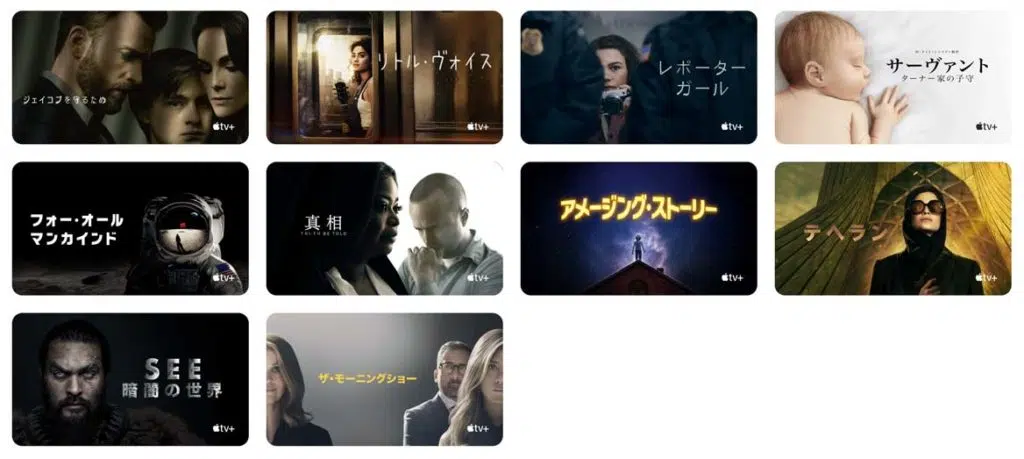 ジェイコブを守るため
tv+
リトル・ヴォイス
tv+
レポーター
ガール
tv+
サーヴァント
ターナー家の子守
tv+
フォー・オール
マンカインド
tv+
真相
TRUTH BE TOLD
tv+
アメージング・ストーリー
tv+
テヘラン
tv+
SEE
暗闇の世界
tv+
ザ・モーニングショー
tv+